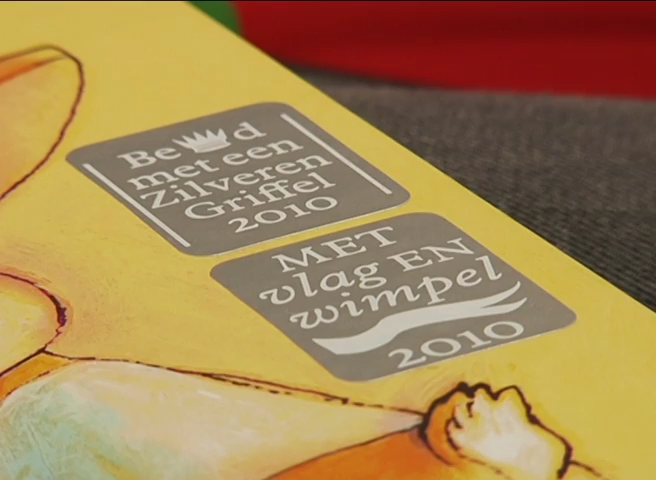 Be d
met een
Zilveren
Griffel
2010
MET
vlag EN
wimpel
2010